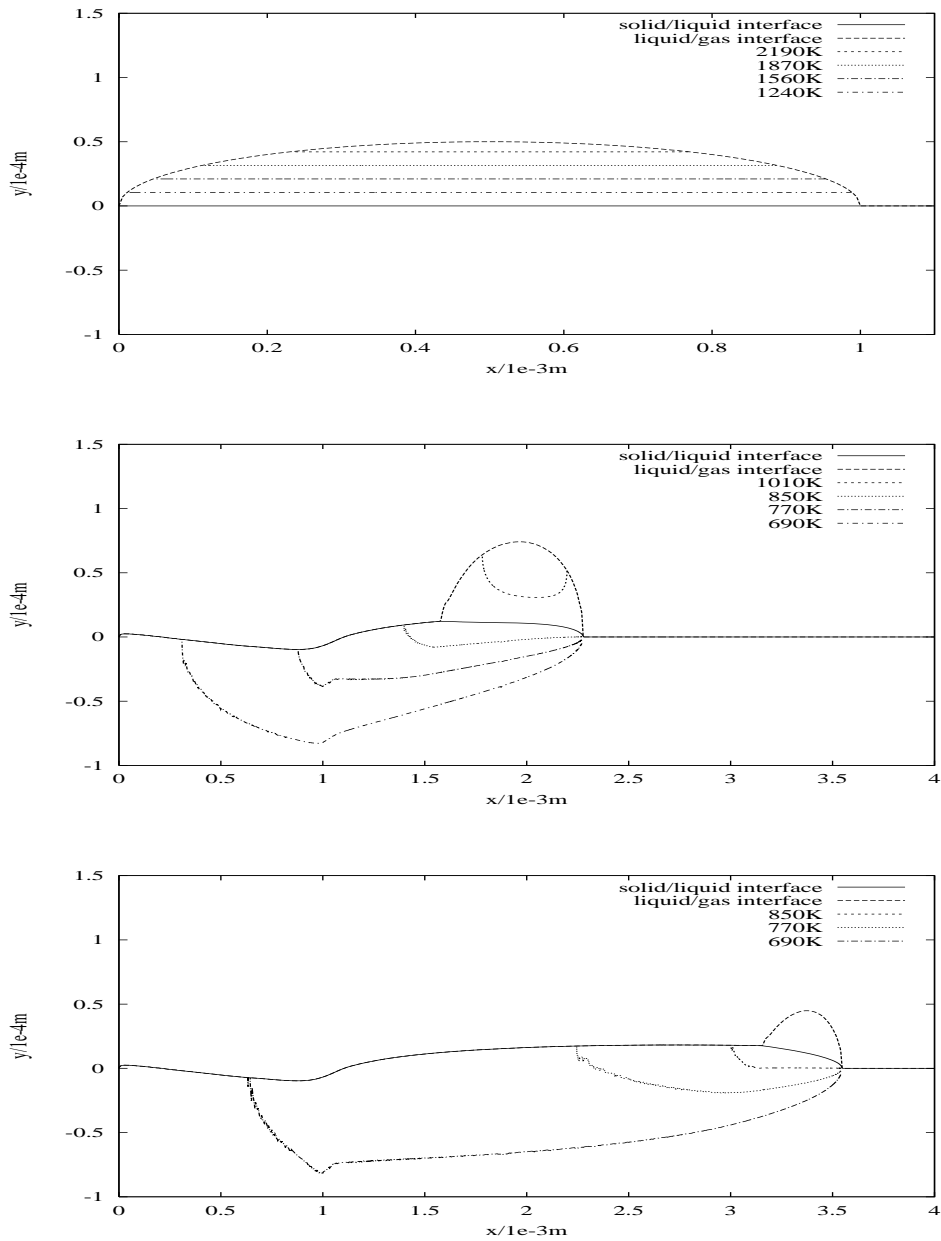 1.5
1
0.5
0
-0.5
-1
y/1e-4m
solid/liquid interface
liquid/gas interface
2190K
1870K
1560K
1240K
0 0.2 0.4 0.6 0.8 1
x/1e-3m
1.5
1
0.5
0
-0.5
-1
y/1e-4m
solid/liquid interface
liquid/gas interface
1010K
850K
770K
690K
0 0.5 1 1.5 2 2.5 3 3.5 4
x/1e-3m
1.5
1
0.5
0
-0.5
-1
y/1e-4m
solid/liquid interface
liquid/gas interface
850K
770K
690K
0 0.5 1 1.5 2 2.5 3 3.5 4
x/1e-3m